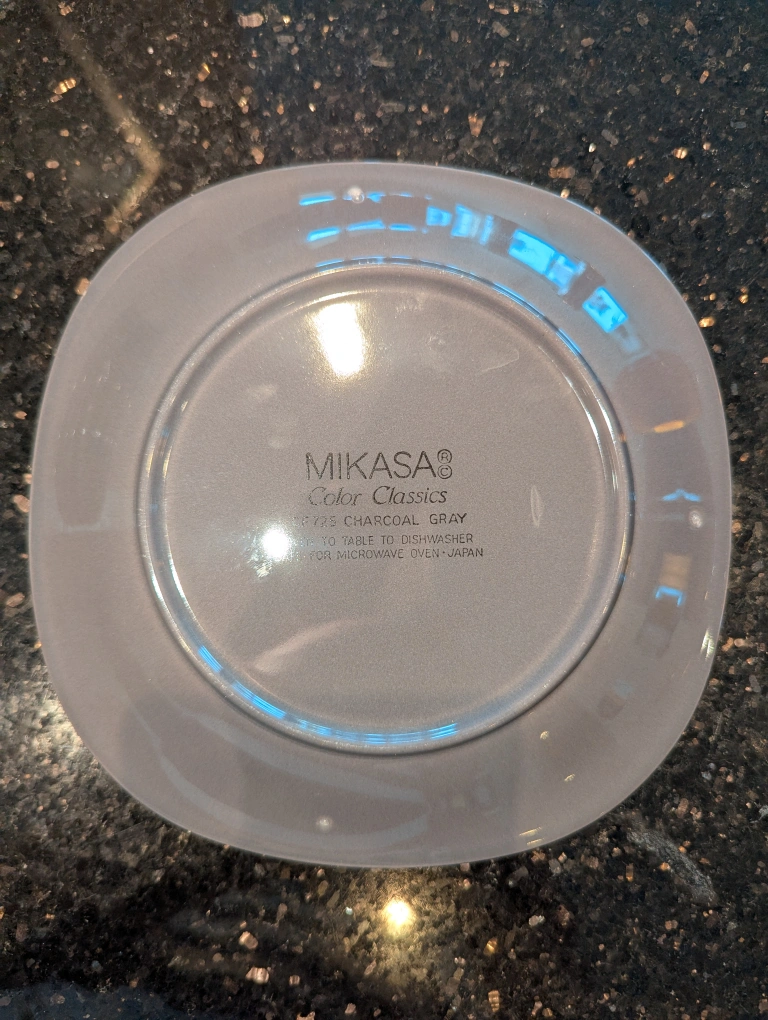 MIKASA®©
Color Classics
CHARCOAL GRAY
TO TABLE TO DISHWASHER
FOR MICROWAVE OVEN·JAPAN